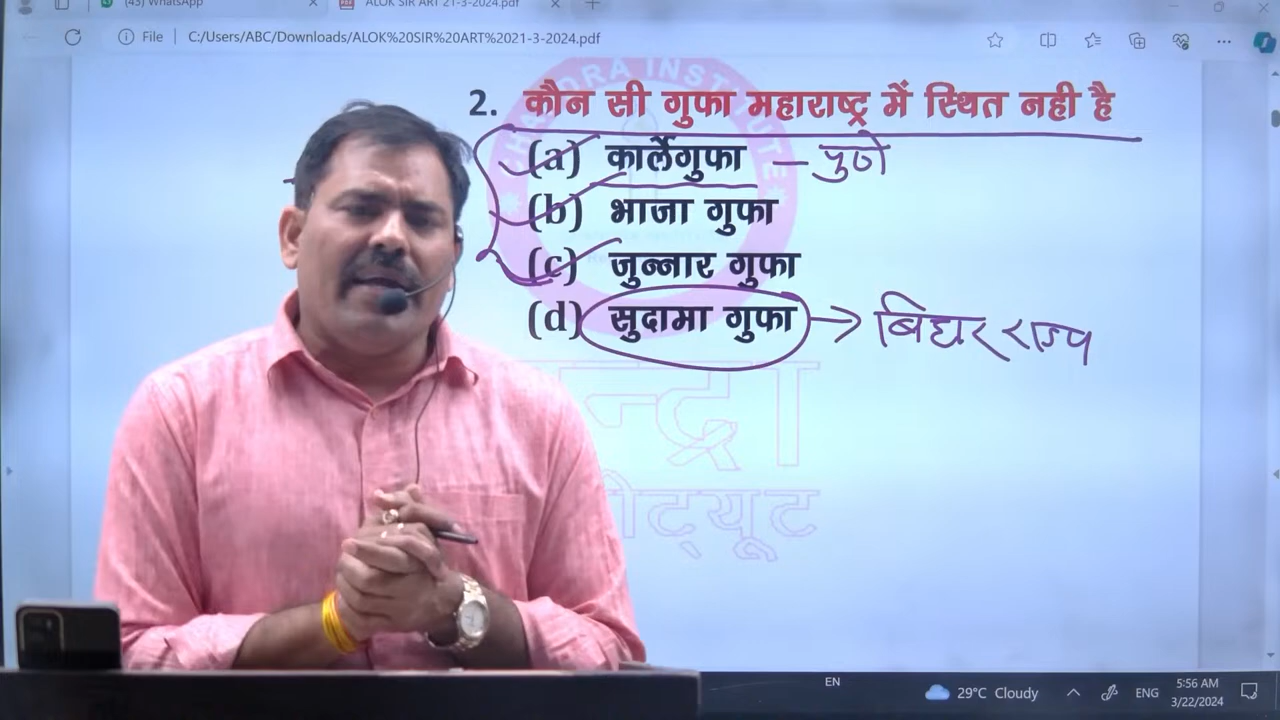 (43) WhatsApp
ALOK SIR ART 21-3-2024.pdf
File C:/Users/ABC/Downloads/ALOK%20SIR%20ART%2021-3-2024.pdf
2. कौन सी गुफा महाराष्ट्र में स्थित नही है
(a) कार्लेगुफा – पुणे
(b) भाजा गुफा
(c) जुन्नार गुफा
(d) सुदामा गुफा → बिहार राज्य
न्द्रा
टीट्यूट
EN
29°C Cloudy
ENG
5:56 AM
3/22/2024